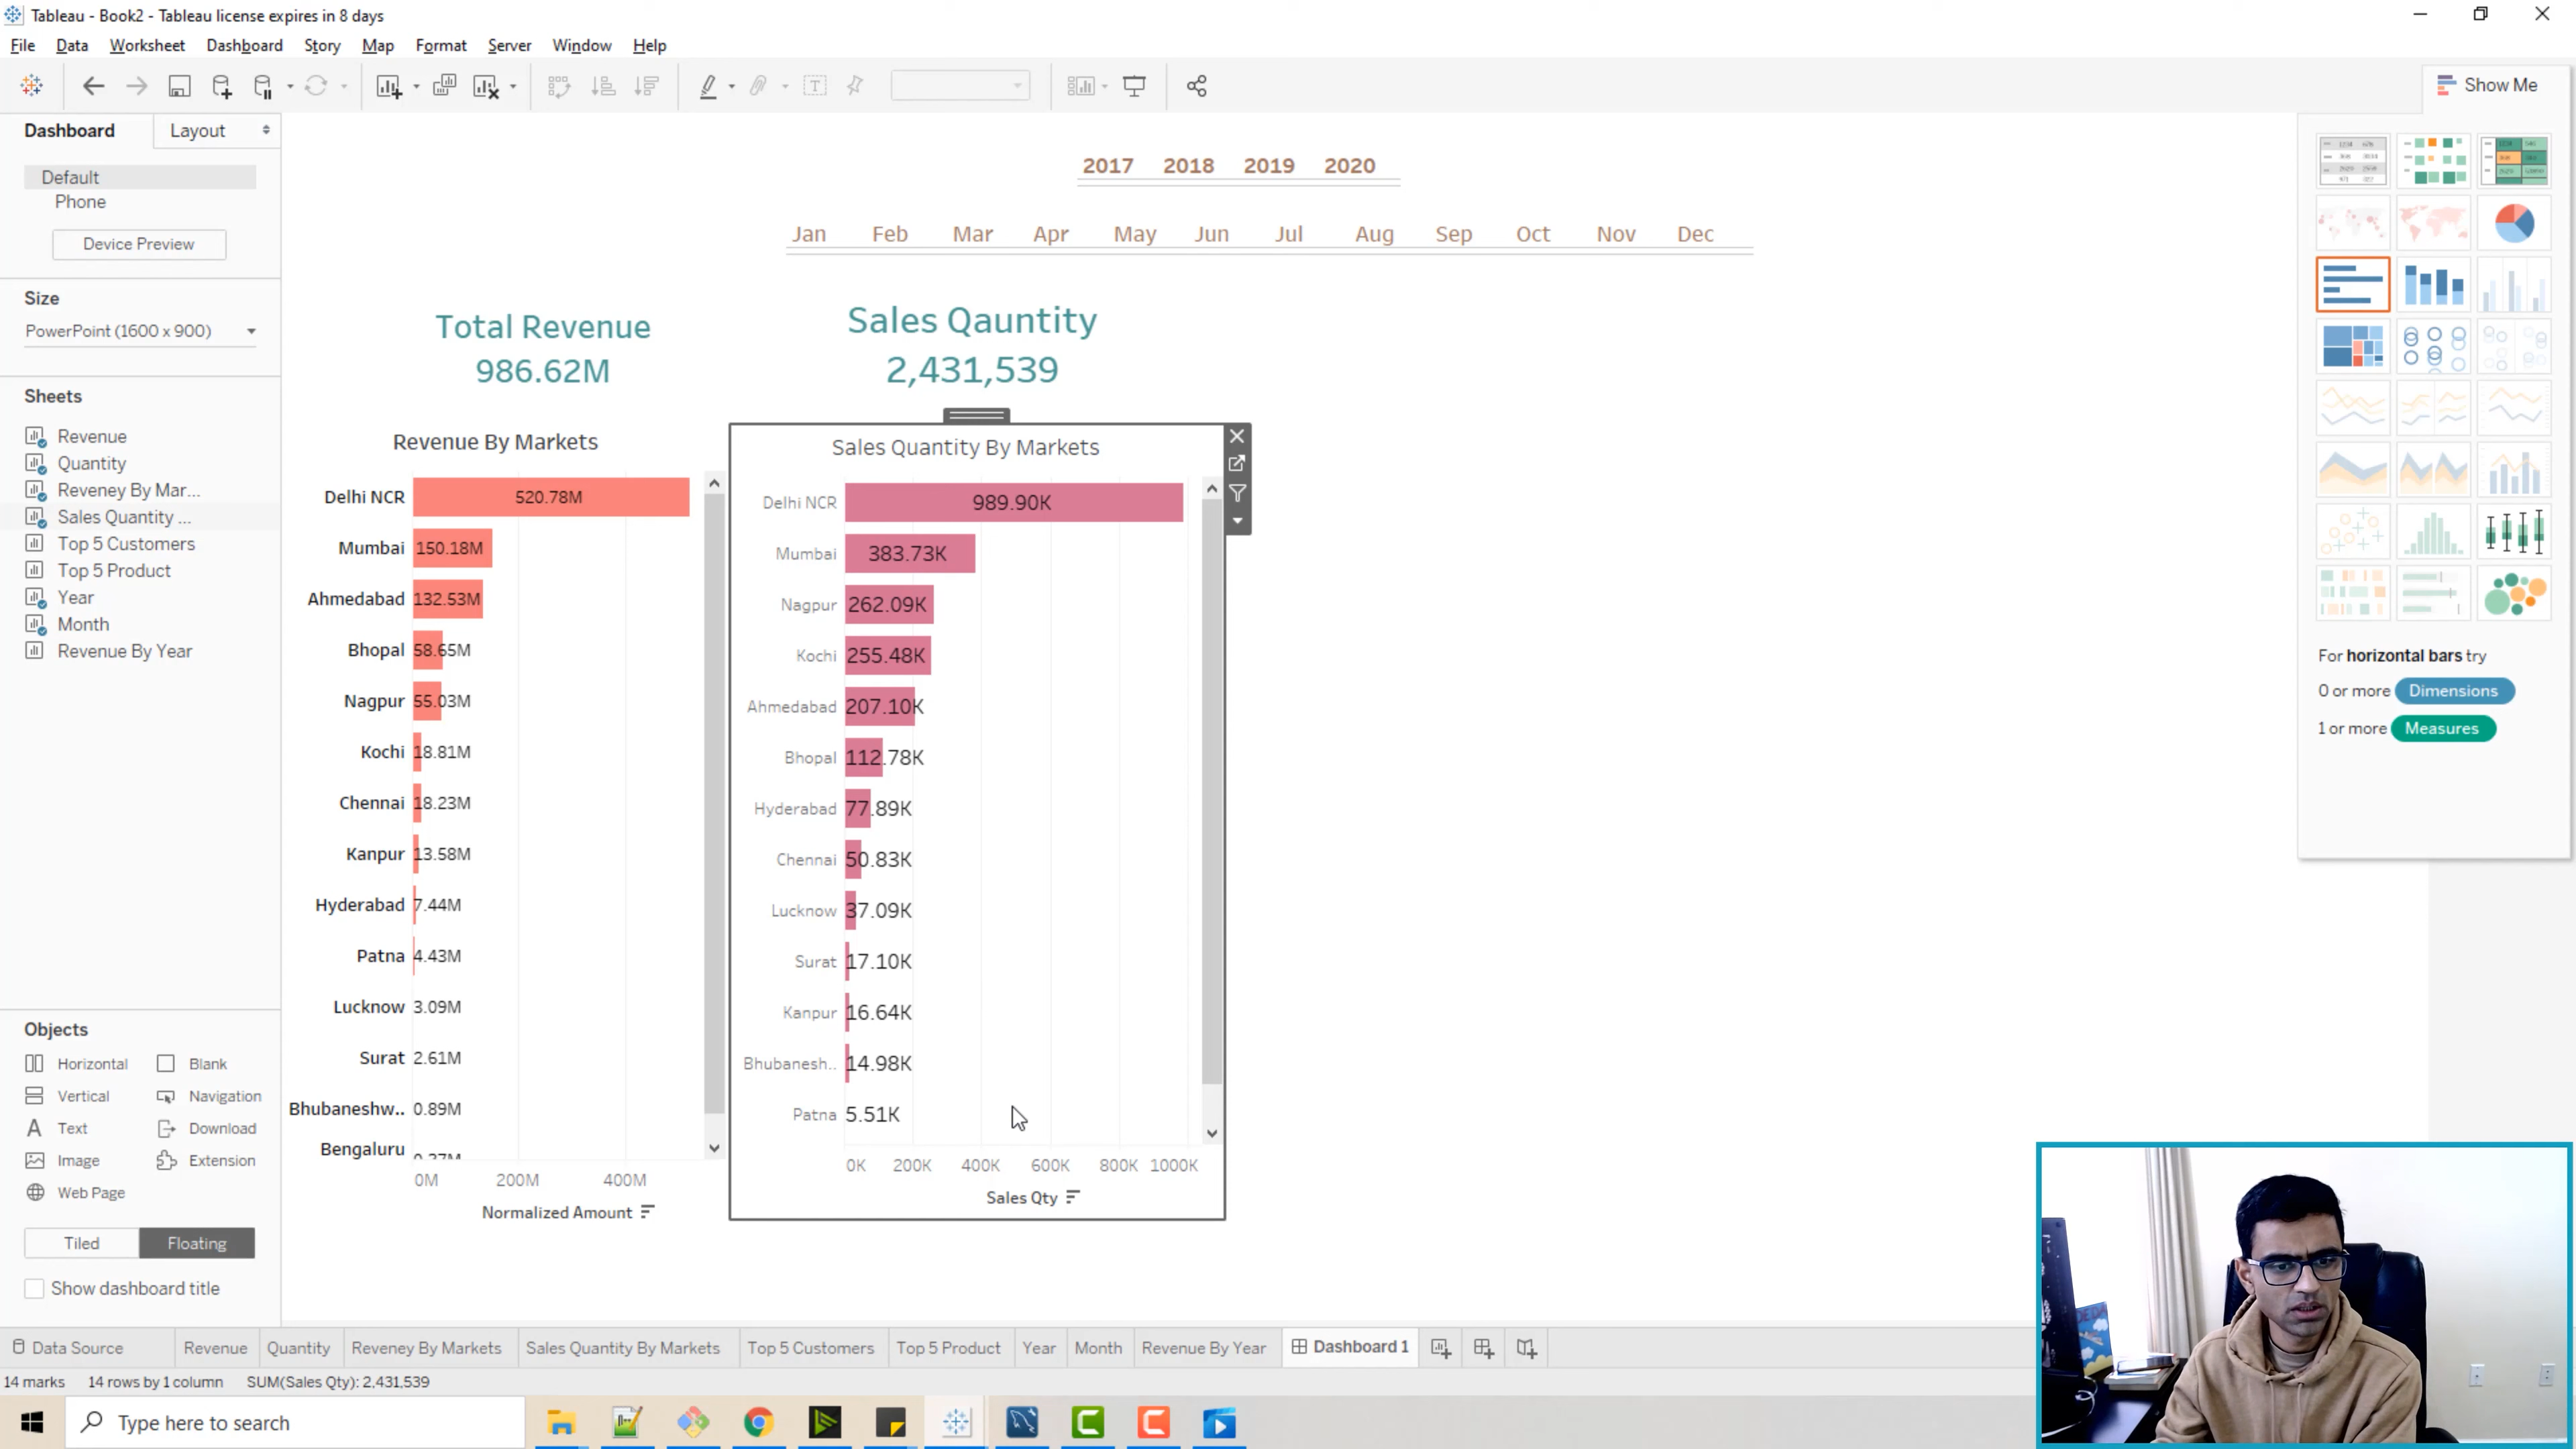 Tableau - Book2 - Tableau license expires in 8 days
File Data Worksheet Dashboard Story Map Format Server Window Help
Show Me
Dashboard Layout
Default
Phone
Device Preview
Size
PowerPoint (1600 x 900)
Sheets
Revenue
Quantity
Reveney By Mar...
Sales Quantity ...
Top 5 Customers
Top 5 Product
Year
Month
Revenue By Year
Objects
Horizontal Blank
Vertical Navigation
Text Download
Image Extension
Web Page
Tiled Floating
Show dashboard title
2017 2018 2019 2020
Jan Feb Mar Apr May Jun Jul Aug Sep Oct Nov Dec
Total Revenue
986.62M
Sales Qauntity
2,431,539
Revenue By Markets
Delhi NCR 520.78M
Mumbai 150.18M
Ahmedabad 132.53M
Bhopal 58.65M
Nagpur 55.03M
Kochi 18.81M
Chennai 18.23M
Kanpur 13.58M
Hyderabad 7.44M
Patna 4.43M
Lucknow 3.09M
Surat 2.61M
Bhubaneshw.. 0.89M
Bengaluru
0M 200M 400M
Normalized Amount
Sales Quantity By Markets
Delhi NCR 989.90K
Mumbai 383.73K
Nagpur 262.09K
Kochi 255.48K
Ahmedabad 207.10K
Bhopal 112.78K
Hyderabad 77.89K
Chennai 50.83K
Lucknow 37.09K
Surat 17.10K
Kanpur 16.64K
Bhubanesh.. 14.98K
Patna 5.51K
0K 200K 400K 600K 800K 1000K
Sales Qty
For horizontal bars try
0 or more Dimensions
1 or more Measures
Data Source Revenue Quantity Reveney By Markets Sales Quantity By Markets Top 5 Customers Top 5 Product Year Month Revenue By Year Dashboard 1
14 marks 14 rows by 1 column SUM(Sales Qty): 2,431,539
Type here to search